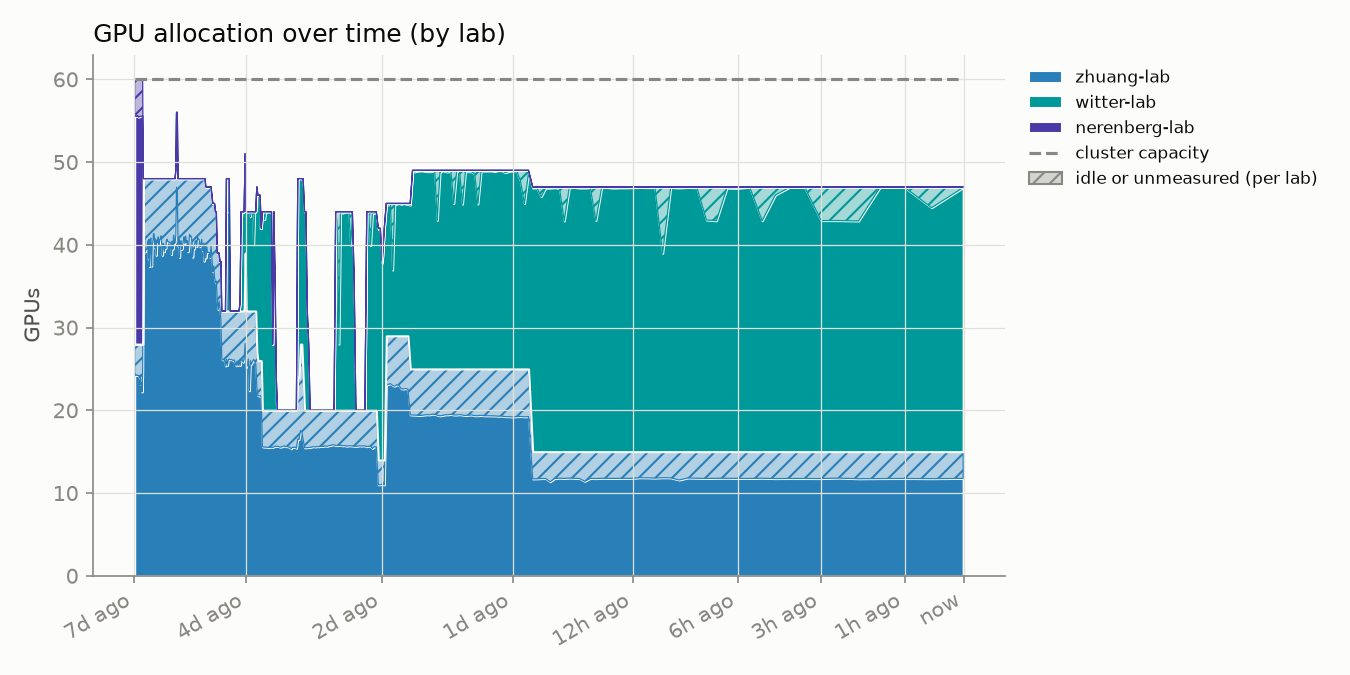 GPU allocation over time (by lab)
60
50
40
30
20
10
0
GPUs
7d ago
4d ago
2d ago
1d ago
12h ago
6h ago
3h ago
1h ago
now
zhuang-lab
witter-lab
nerenberg-lab
cluster capacity
idle or unmeasured (per lab)